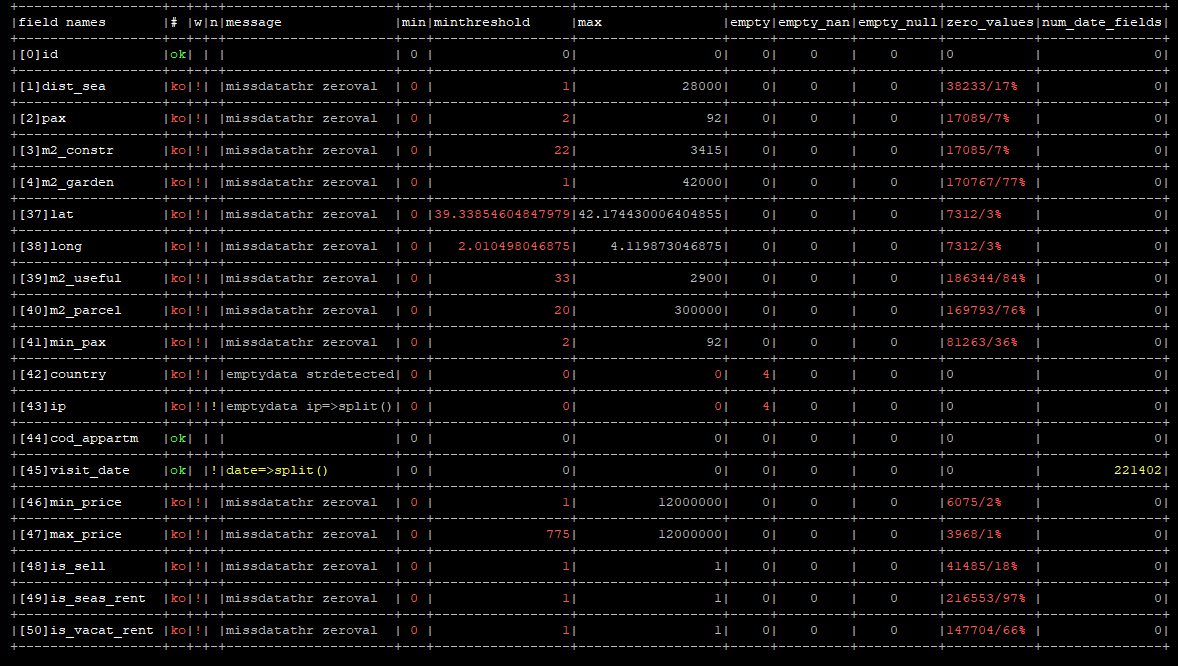 |field names |# |w|n|message |min|minthreshold |max |empty|empty_nan|empty_null|zero_values|num_date_fields|
|[0]id |ok| | | | 0 | 0| 0| 0| 0 | 0 |0 | 0|
|[1]dist_sea |ko|!| |missdatathr zeroval | 0 | 1| 28000| 0| 0 | 0 |38233/17% | 0|
|[2]pax |ko|!| |missdatathr zeroval | 0 | 2| 92| 0| 0 | 0 |17089/7% | 0|
|[3]m2_constr |ko|!| |missdatathr zeroval | 0 | 22| 3415| 0| 0 | 0 |17085/7% | 0|
|[4]m2_garden |ko|!| |missdatathr zeroval | 0 | 1| 42000| 0| 0 | 0 |170767/77% | 0|
|[37]lat |ko|!| |missdatathr zeroval | 0 |39.33854604847979|42.174430006404855| 0| 0 | 0 |7312/3% | 0|
|[38]long |ko|!| |missdatathr zeroval | 0 | 2.010498046875| 4.119873046875| 0| 0 | 0 |7312/3% | 0|
|[39]m2_useful |ko|!| |missdatathr zeroval | 0 | 33| 2900| 0| 0 | 0 |186344/84% | 0|
|[40]m2_parcel |ko|!| |missdatathr zeroval | 0 | 20| 300000| 0| 0 | 0 |169793/76% | 0|
|[41]min_pax |ko|!| |missdatathr zeroval | 0 | 2| 92| 0| 0 | 0 |81263/36% | 0|
|[42]country |ko|!| |emptydata strdetected| 0 | 0| 0| 4| 0 | 0 |0 | 0|
|[43]ip |ko|!|!|emptydata ip=>split()| 0 | 0| 0| 4| 0 | 0 |0 | 0|
|[44]cod_appartm |ok| | | | 0 | 0| 0| 0| 0 | 0 |0 | 0|
|[45]visit_date |ok| |!|date=>split() | 0 | 0| 0| 0| 0 | 0 |0 | 221402|
|[46]min_price |ko|!| |missdatathr zeroval | 0 | 1| 12000000| 0| 0 | 0 |6075/2% | 0|
|[47]max_price |ko|!| |missdatathr zeroval | 0 | 775| 12000000| 0| 0 | 0 |3968/1% | 0|
|[48]is_sell |ko|!| |missdatathr zeroval | 0 | 1| 1| 0| 0 | 0 |41485/18% | 0|
|[49]is_seas_rent |ko|!| |missdatathr zeroval | 0 | 1| 1| 0| 0 | 0 |216553/97% | 0|
|[50]is_vacat_rent |ko|!| |missdatathr zeroval | 0 | 1| 1| 0| 0 | 0 |147704/66% | 0|